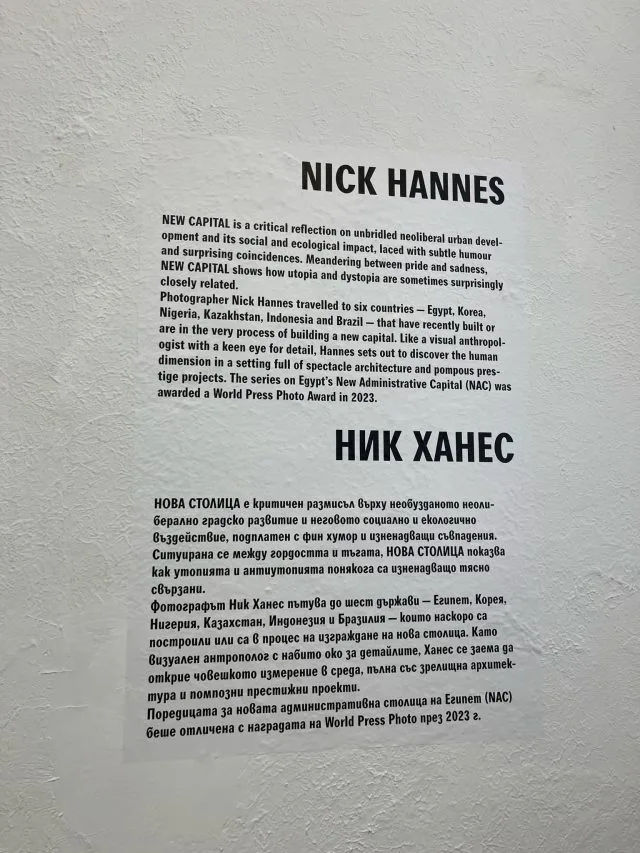 NICK HANNES
NEW CAPITAL is a critical reflection on unbridled neoliberal urban devel-
opment and its social and ecological impact, laced with subtle humour
and surprising coincidences. Meandering between pride and sadness,
NEW CAPITAL shows how utopia and dystopia are sometimes surprisingly
closely related.
Photographer Nick Hannes travelled to six countries — Egypt, Korea,
Nigeria, Kazakhstan, Indonesia and Brazil — that have recently built or
are in the very process of building a new capital. Like a visual anthropol-
ogist with a keen eye for detail, Hannes sets out to discover the human
dimension in a setting full of spectacle architecture and pompous pres-
tige projects. The series on Egypt's New Administrative Capital (NAC) was
awarded a World Press Photo Award in 2023.
НИК ХАНЕС
НОВА СТОЛИЦА е критичен размисъл върху необузданото неоли-
берално градско развитие и неговото социално и екологично
въздействие, подплатен с фин хумор и изненадващи съвпадения.
Ситуирана се между гордостта и тъгата, НОВА СТОЛИЦА показва
как утопията и антиутопията понякога са изненадващо тясно
свързани.
Фотографът Ник Ханес пътува до шест държави — Египет, Корея,
Нигерия, Казахстан, Индонезия и Бразилия — които наскоро са
построили или са в процес на изграждане на нова столица. Като
визуален антрополог с набито око за детайлите, Ханес се заема да
открие човешкото измерение в среда, пълна със зрелищна архитек-
тура и помпозни престижни проекти.
Поредицата за новата административна столица на Египет (NAC)
беше отличена с наградата на World Press Photo през 2023 г.